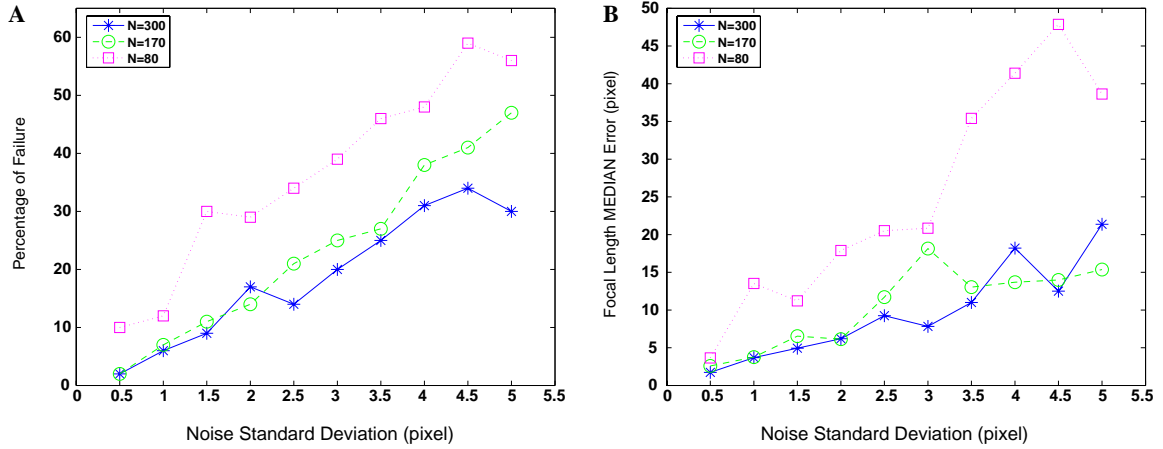 A
N=300
N=170
N=80
Percentage of Failure
60
50
40
30
20
10
0
0 0.5 1 1.5 2 2.5 3 3.5 4 4.5 5 5.5
Noise Standard Deviation (pixel)
B
N=300
N=170
N=80
Focal Length MEDIAN Error (pixel)
50
45
40
35
30
25
20
15
10
5
0
0 0.5 1 1.5 2 2.5 3 3.5 4 4.5 5 5.5
Noise Standard Deviation (pixel)